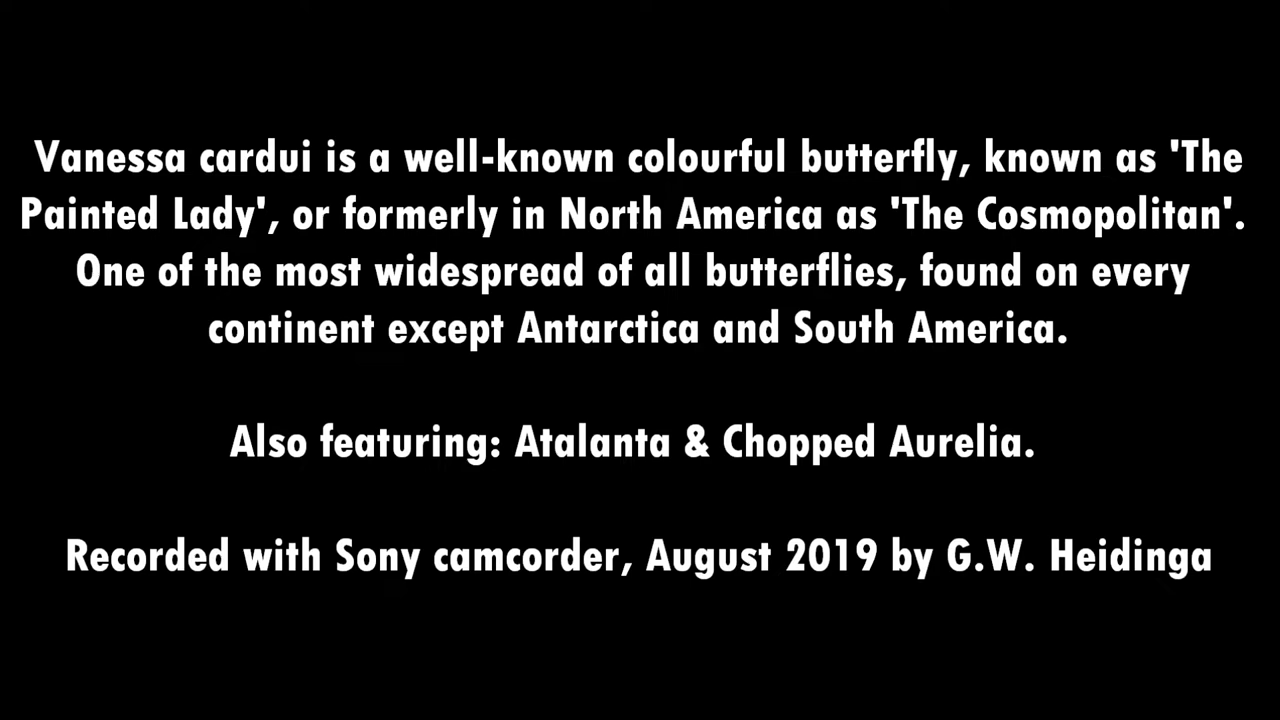 Vanessa cardui is a well-known colourful butterfly, known as 'The
Painted Lady', or formerly in North America as 'The Cosmopolitan'.
One of the most widespread of all butterflies, found on every
continent except Antarctica and South America.
Also featuring: Atalanta & Chopped Aurelia.
Recorded with Sony camcorder, August 2019 by G.W. Heidinga